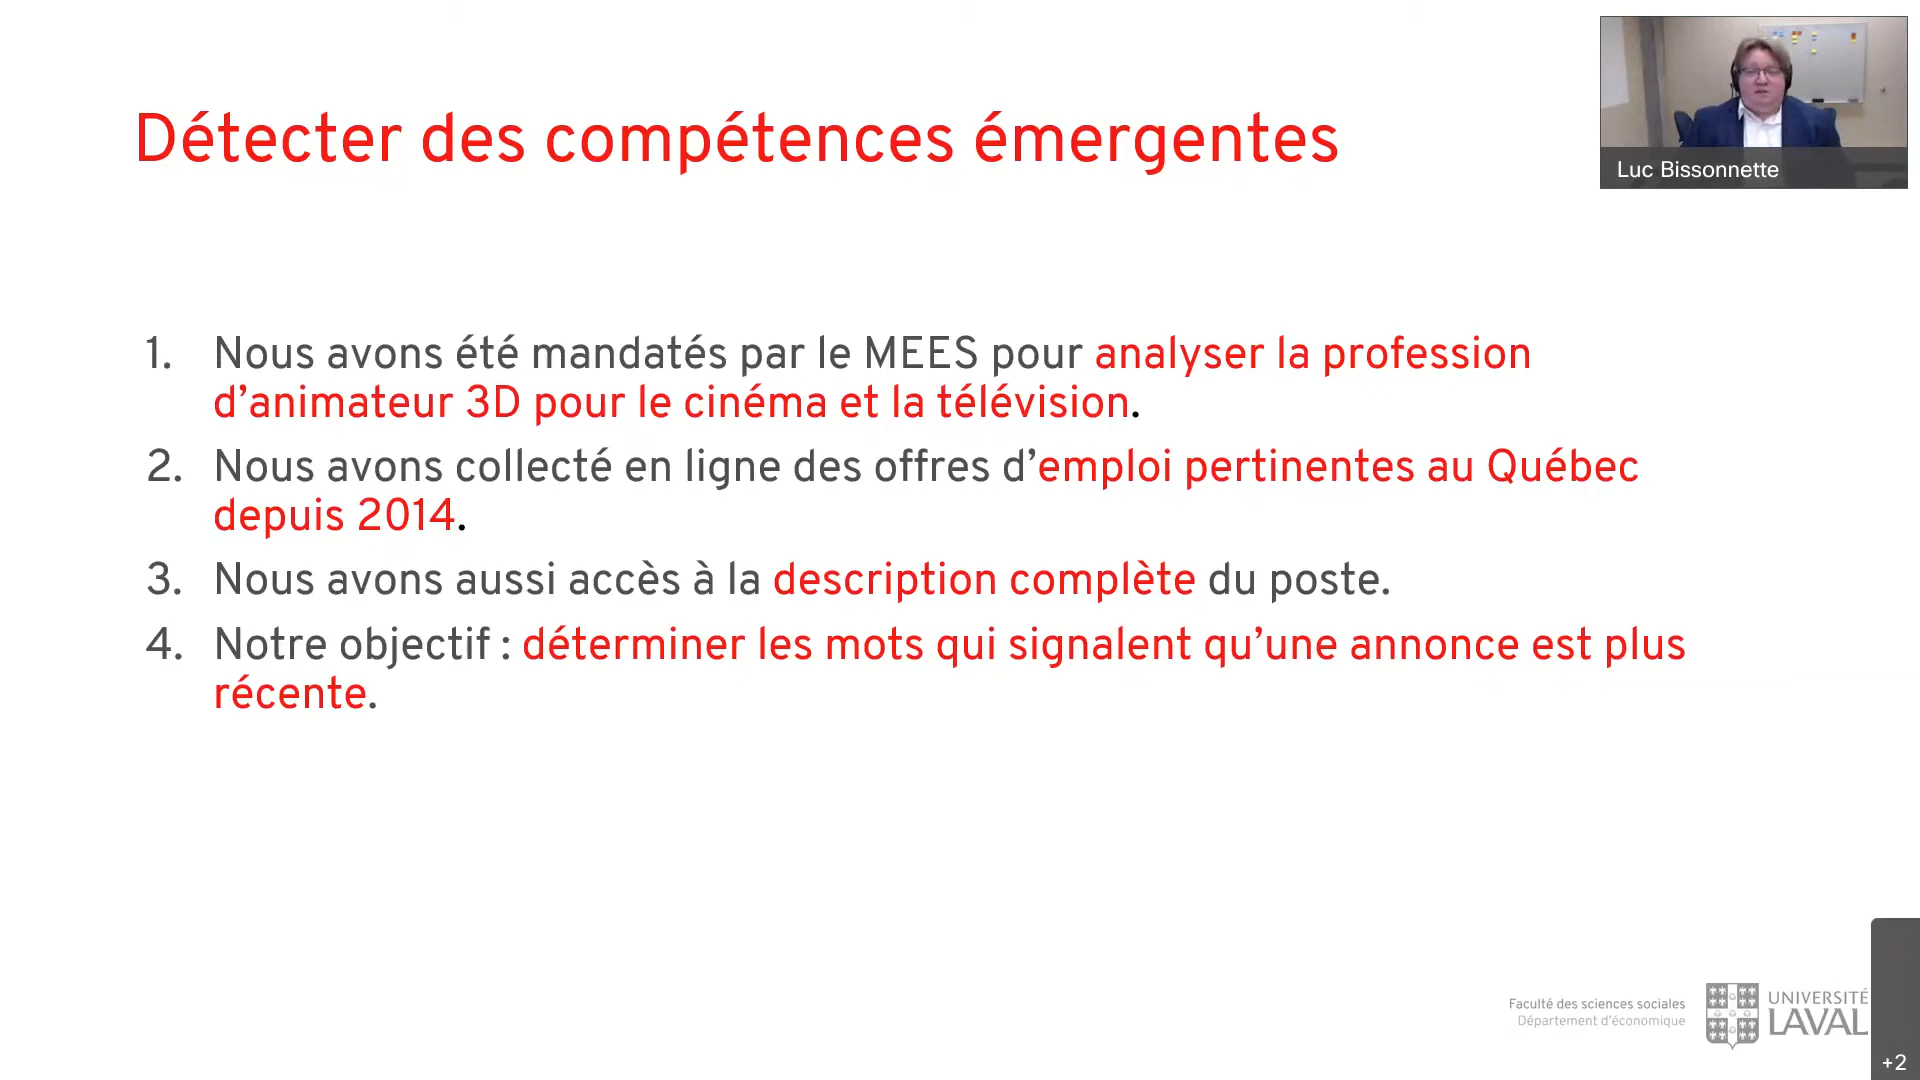 Détecter des compétences émergentes
Luc Bissonnette
1. Nous avons été mandatés par le MEES pour analyser la profession
d’animateur 3D pour le cinéma et la télévision.
2. Nous avons collecté en ligne des offres d’emploi pertinentes au Québec
depuis 2014.
3. Nous avons aussi accès à la description complète du poste.
4. Notre objectif : déterminer les mots qui signalent qu’une annonce est plus
récente.
Faculté des sciences sociales
Département d’économique
UNIVERSITÉ
LAVAL
+2